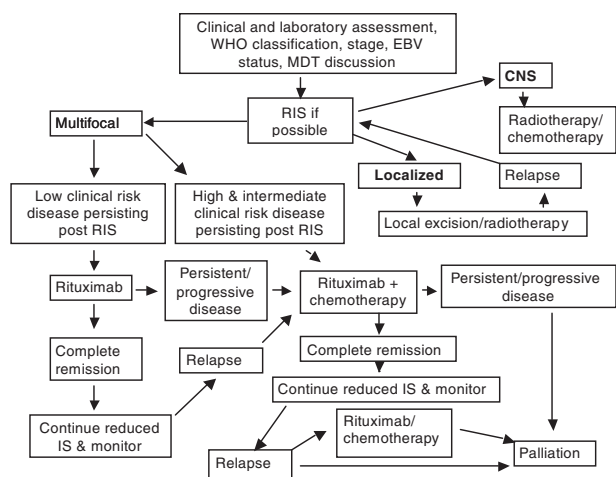 Clinical and laboratory assessment,
WHO classification, stage, EBV
status, MDT discussion
CNS
RIS if
possible
Radiotherapy/
chemotherapy
Multifocal
Localized
Relapse
Low clinical risk
disease persisting
post RIS
High & intermediate
clinical risk disease
persisting post RIS
Local excision/radiotherapy
Rituximab
Persistent/
progressive
disease
Rituximab +
chemotherapy
Persistent/progressive
disease
Complete
remission
Relapse
Complete remission
Continue reduced IS & monitor
Continue reduced
IS & monitor
Rituximab/
chemotherapy
Relapse
Palliation